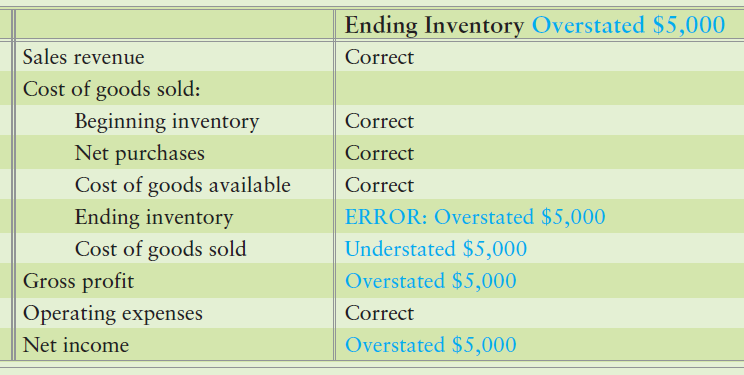 Ending Inventory Overstated $5,000
Sales revenue Correct
Cost of goods sold:
Beginning inventory Correct
Net purchases Correct
Cost of goods available Correct
Ending inventory ERROR: Overstated $5,000
Cost of goods sold Understated $5,000
Gross profit Overstated $5,000
Operating expenses Correct
Net income Overstated $5,000